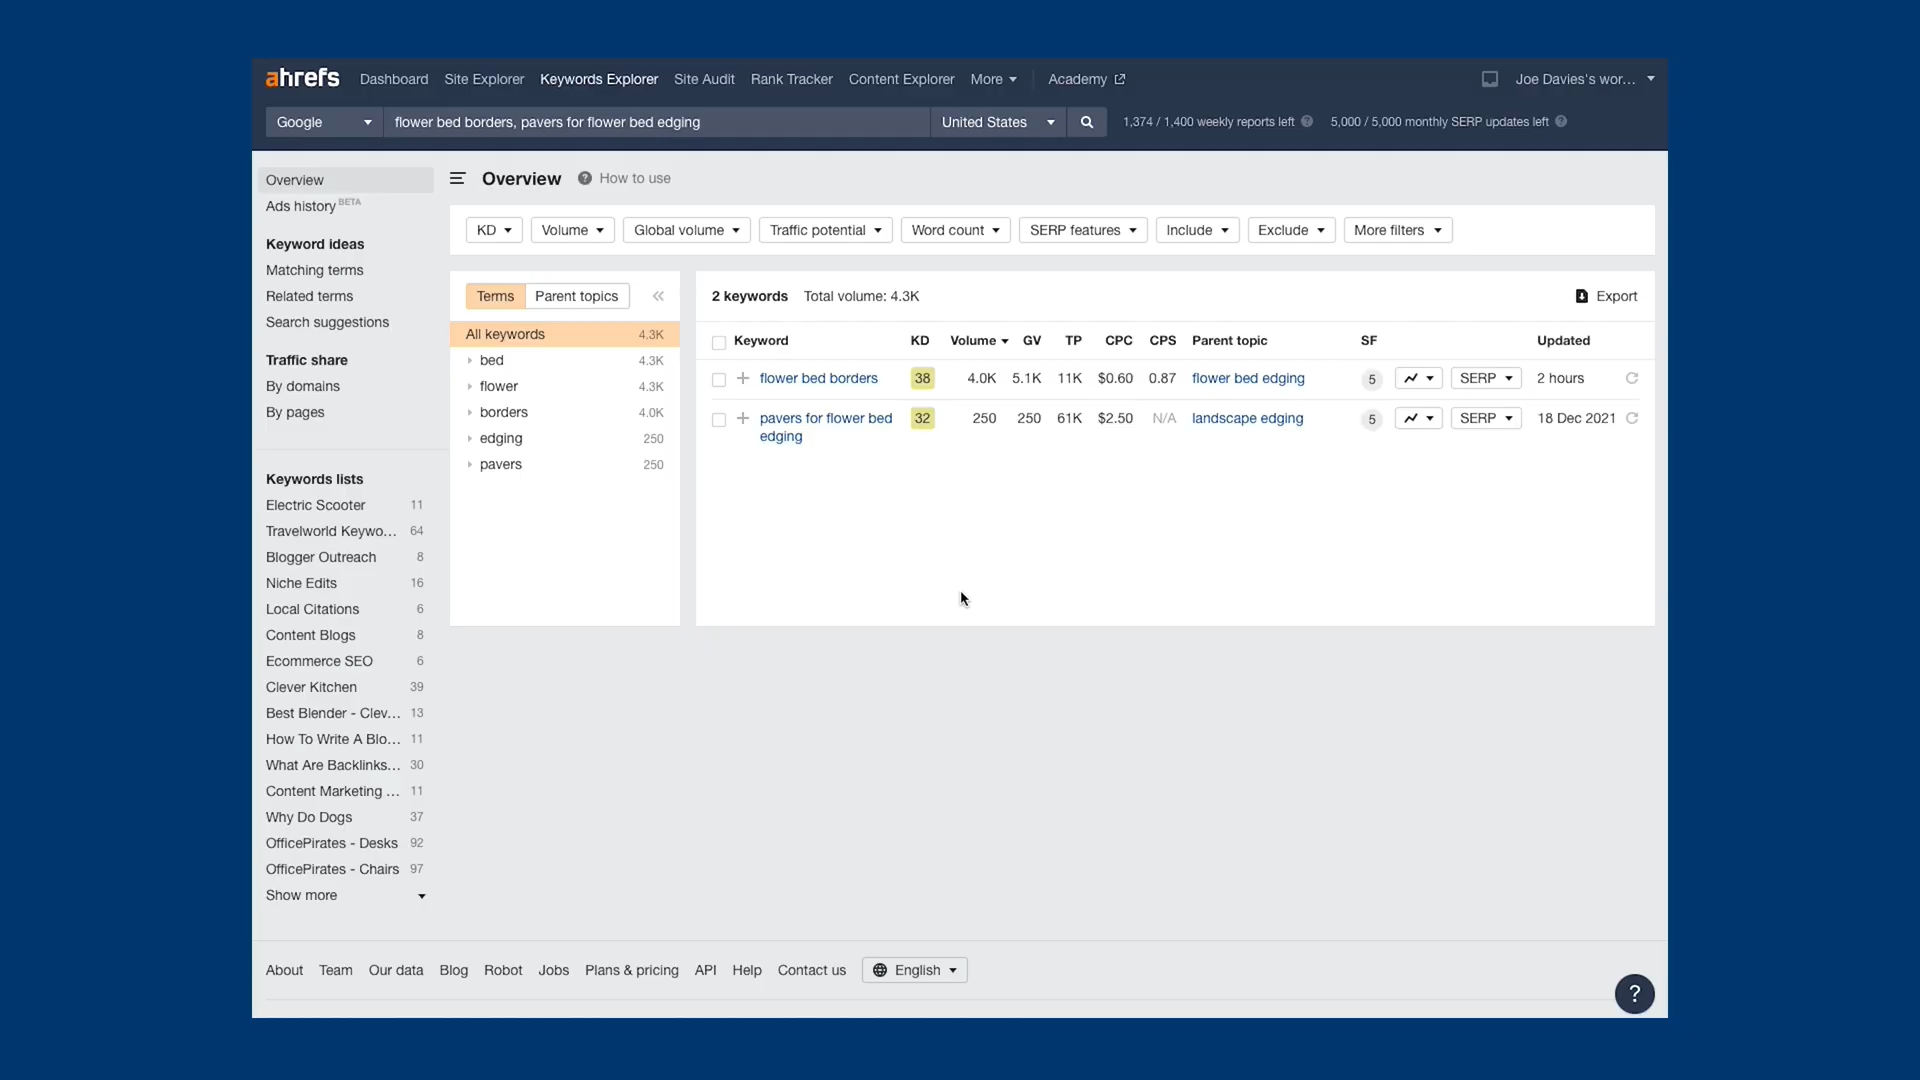 ahrefs Dashboard Site Explorer Keywords Explorer Site Audit Rank Tracker Content Explorer More Academy Joe Davies's wor...
Google flower bed borders, pavers for flower bed edging United States 1,374 / 1,400 weekly reports left ? 5,000 / 5,000 monthly SERP updates left ?
Overview
Ads history BETA
Keyword ideas
Matching terms
Related terms
Search suggestions
Traffic share
By domains
By pages
Keywords lists
Electric Scooter 11
Travelworld Keywo... 64
Blogger Outreach 8
Niche Edits 16
Local Citations 6
Content Blogs 8
Ecommerce SEO 6
Clever Kitchen 39
Best Blender - Clev... 13
How To Write A Blo... 11
What Are Backlinks... 30
Content Marketing ... 11
Why Do Dogs 37
OfficePirates - Desks 92
OfficePirates - Chairs 97
Show more
Overview ? How to use
KD Volume Global volume Traffic potential Word count SERP features Include Exclude More filters
Terms Parent topics
All keywords 4.3K
bed 4.3K
flower 4.3K
borders 4.0K
edging 250
pavers 250
2 keywords Total volume: 4.3K Export
Keyword KD Volume GV TP CPC CPS Parent topic SF Updated
flower bed borders 38 4.0K 5.1K 11K $0.60 0.87 flower bed edging 5 SERP 2 hours
pavers for flower bed 32 250 250 61K $2.50 N/A landscape edging 5 SERP 18 Dec 2021
edging
About Team Our data Blog Robot Jobs Plans & pricing API Help Contact us English
?